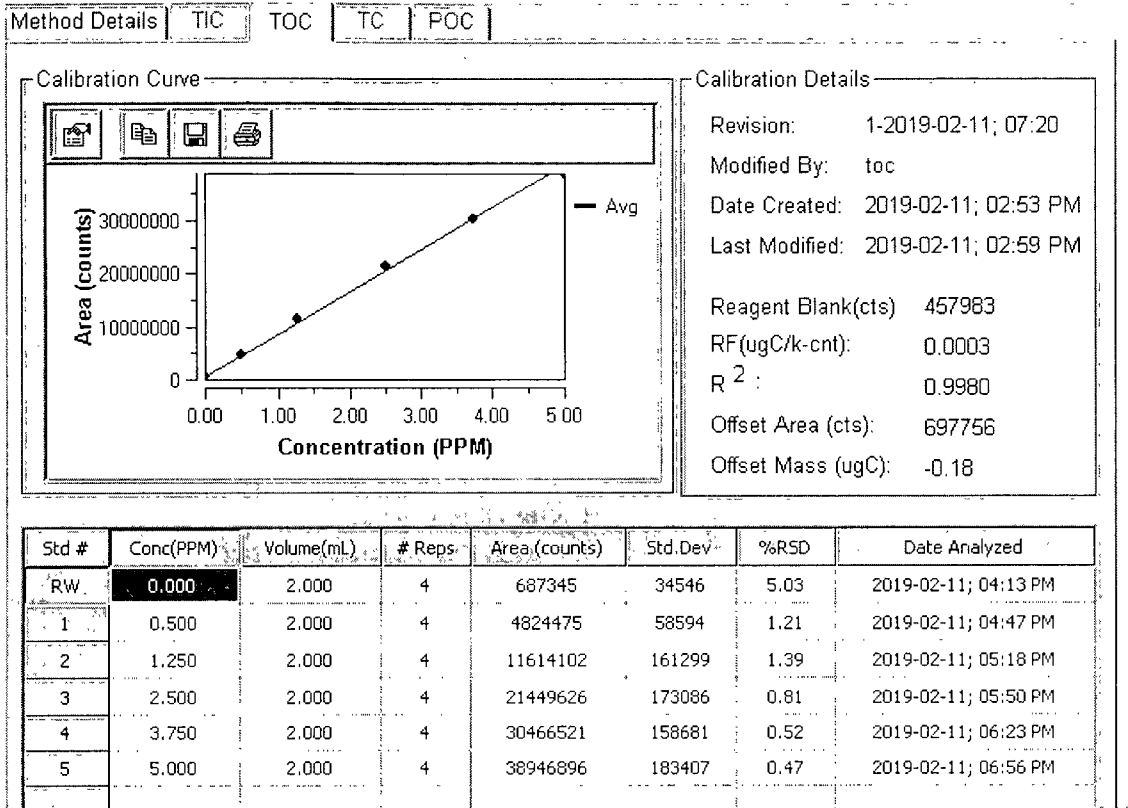 Method Details TIC TOC TC POC
Calibration Curve
Area (counts)
30000000
20000000
10000000
0
0.00 1.00 2.00 3.00 4.00 5.00
Concentration (PPM)
Avg
Calibration Details
Revision: 1-2019-02-11; 07:20
Modified By: toc
Date Created: 2019-02-11; 02:53 PM
Last Modified: 2019-02-11; 02:59 PM
Reagent Blank(cts) 457983
RF(ugC/k-cnt): 0.0003
R 2 : 0.9980
Offset Area (cts): 697756
Offset Mass (ugC): -0.18
Std # Conc(PPM) Volume(mL) # Reps Area (counts) Std.Dev %RSD Date Analyzed
RW 0.000 2.000 4 687345 34546 5.03 2019-02-11; 04:13 PM
1 0.500 2.000 4 4824475 58594 1.21 2019-02-11; 04:47 PM
2 1.250 2.000 4 11614102 161299 1.39 2019-02-11; 05:18 PM
3 2.500 2.000 4 21449626 173086 0.81 2019-02-11; 05:50 PM
4 3.750 2.000 4 30466521 158681 0.52 2019-02-11; 06:23 PM
5 5.000 2.000 4 38946896 183407 0.47 2019-02-11; 06:56 PM